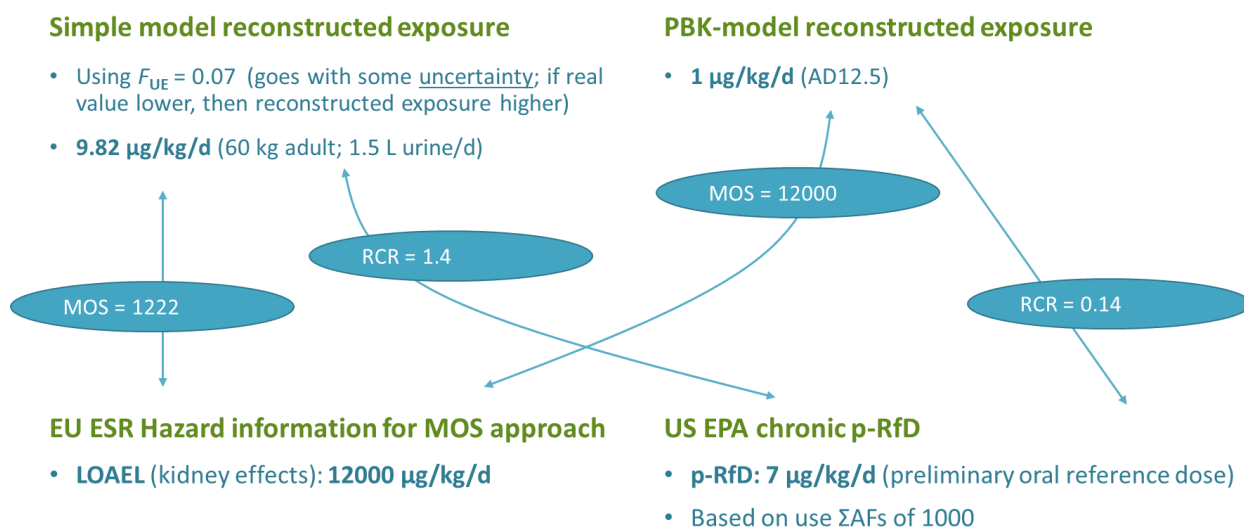 Simple model reconstructed exposure
• Using FUE = 0.07 (goes with some uncertainty; if real
value lower, then reconstructed exposure higher)
• 9.82 µg/kg/d (60 kg adult; 1.5 L urine/d)
PBK-model reconstructed exposure
• 1 µg/kg/d (AD12.5)
MOS = 12000
RCR = 1.4
MOS = 1222
RCR = 0.14
EU ESR Hazard information for MOS approach
• LOAEL (kidney effects): 12000 µg/kg/d
US EPA chronic p-RfD
• p-RfD: 7 µg/kg/d (preliminary oral reference dose)
• Based on use ΣAFs of 1000